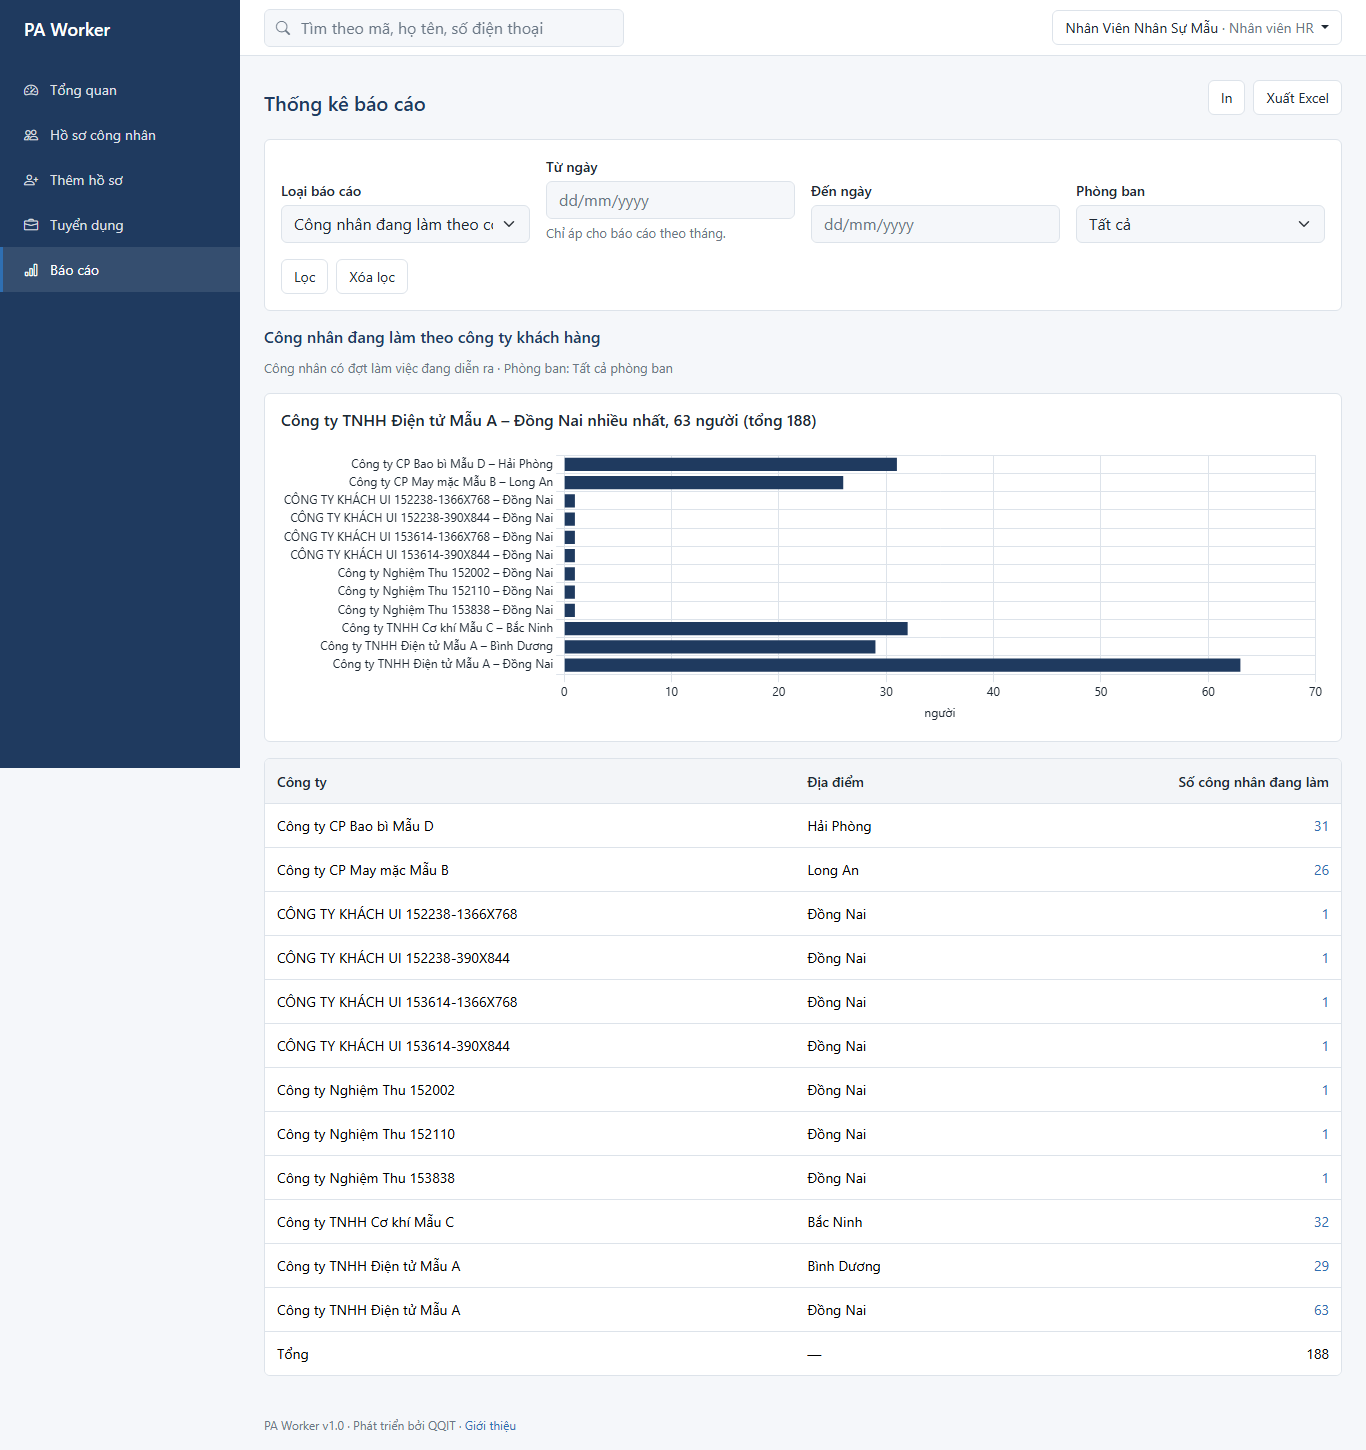 PA Worker
Tìm theo mã, họ tên, số điện thoại
Nhân Viên Nhân Sự Mẫu · Nhân viên HR
Tổng quan
Hồ sơ công nhân
Thêm hồ sơ
Tuyển dụng
Báo cáo
Thống kê báo cáo
In
Xuất Excel
Loại báo cáo
Công nhân đang làm theo cc
Từ ngày
dd/mm/yyyy
Chỉ áp cho báo cáo theo tháng.
Đến ngày
dd/mm/yyyy
Phòng ban
Tất cả
Lọc
Xóa lọc
Công nhân đang làm theo công ty khách hàng
Công nhân có đợt làm việc đang diễn ra · Phòng ban: Tất cả phòng ban
Công ty TNHH Điện tử Mẫu A – Đồng Nai nhiều nhất, 63 người (tổng 188)
Công ty CP Bao bì Mẫu D – Hải Phòng
Công ty CP May mặc Mẫu B – Long An
CÔNG TY KHÁCH UI 152238-1366X768 – Đồng Nai
CÔNG TY KHÁCH UI 152238-390X844 – Đồng Nai
CÔNG TY KHÁCH UI 153614-1366X768 – Đồng Nai
CÔNG TY KHÁCH UI 153614-390X844 – Đồng Nai
Công ty Nghiệm Thu 152002 – Đồng Nai
Công ty Nghiệm Thu 152110 – Đồng Nai
Công ty Nghiệm Thu 153838 – Đồng Nai
Công ty TNHH Cơ khí Mẫu C – Bắc Ninh
Công ty TNHH Điện tử Mẫu A – Bình Dương
Công ty TNHH Điện tử Mẫu A – Đồng Nai
0 10 20 30 40 50 60 70
người
Công ty Địa điểm Số công nhân đang làm
Công ty CP Bao bì Mẫu D Hải Phòng 31
Công ty CP May mặc Mẫu B Long An 26
CÔNG TY KHÁCH UI 152238-1366X768 Đồng Nai 1
CÔNG TY KHÁCH UI 152238-390X844 Đồng Nai 1
CÔNG TY KHÁCH UI 153614-1366X768 Đồng Nai 1
CÔNG TY KHÁCH UI 153614-390X844 Đồng Nai 1
Công ty Nghiệm Thu 152002 Đồng Nai 1
Công ty Nghiệm Thu 152110 Đồng Nai 1
Công ty Nghiệm Thu 153838 Đồng Nai 1
Công ty TNHH Cơ khí Mẫu C Bắc Ninh 32
Công ty TNHH Điện tử Mẫu A Bình Dương 29
Công ty TNHH Điện tử Mẫu A Đồng Nai 63
Tổng — 188
PA Worker v1.0 · Phát triển bởi QQIT · Giới thiệu